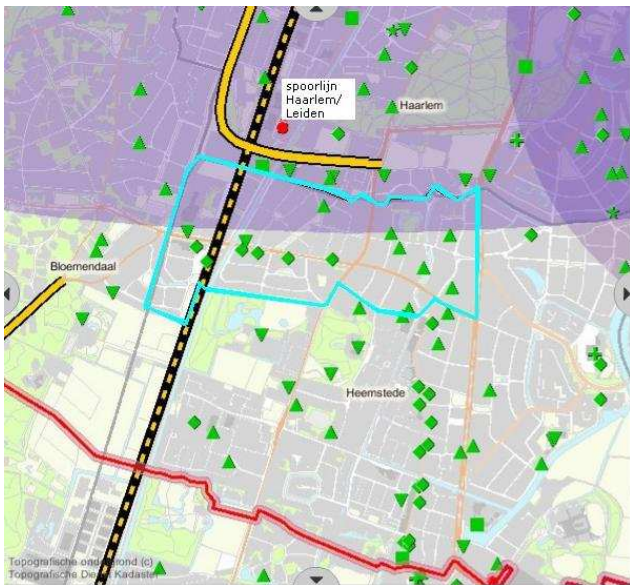 spoorlijn
Haarlem/
Leiden
Haarlem
Bloemendaal
Heemstede
Topografische ondergrond (c)
Topografische Dienst Kadaster